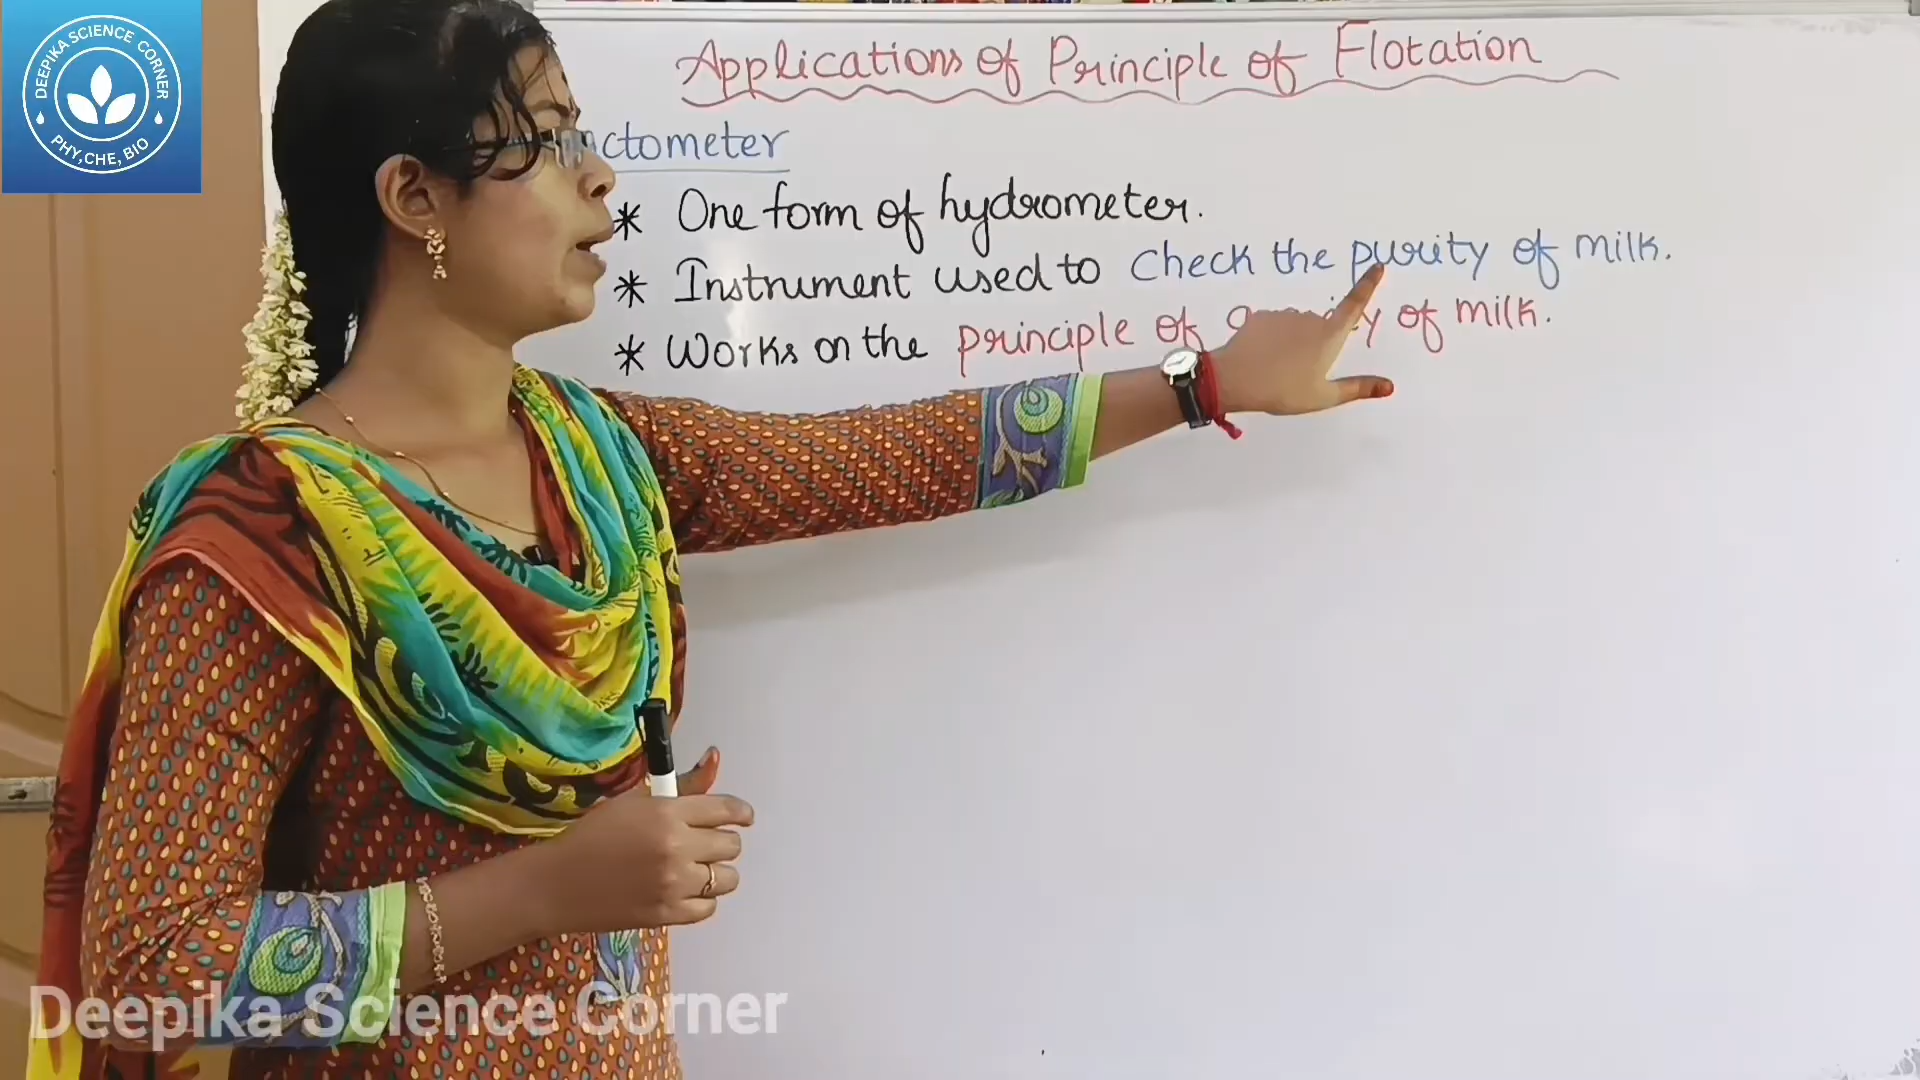 DEEPIKA SCIENCE CORNER
PHY, CHE, BIO
Applications of Principle of Flotation
ctometer
* One form of hydrometer.
* Instrument used to check the purity of milk.
* Works on the principle of of milk.
Deepika Science Corner